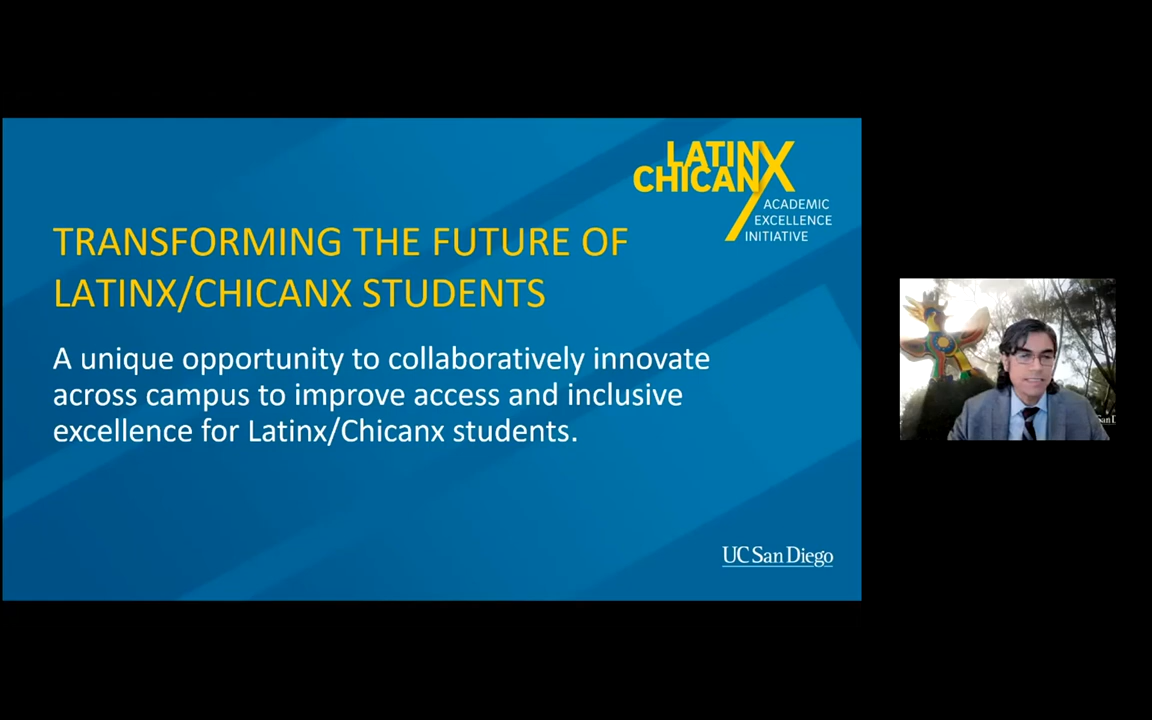 LATINX
CHICANX
ACADEMIC
EXCELLENCE
INITIATIVE
TRANSFORMING THE FUTURE OF
LATINX/CHICANX STUDENTS
A unique opportunity to collaboratively innovate
across campus to improve access and inclusive
excellence for Latinx/Chicanx students.
UC San Diego